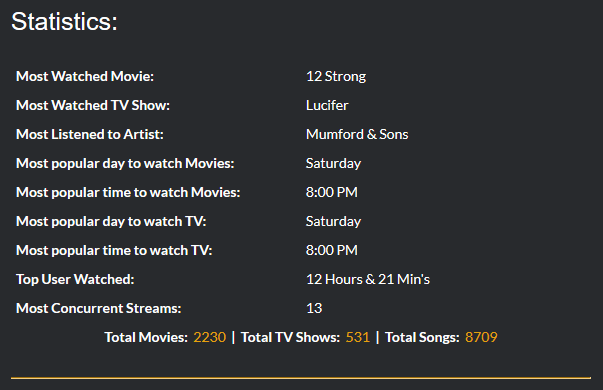 Statistics:
Most Watched Movie: 12 Strong
Most Watched TV Show: Lucifer
Most Listened to Artist: Mumford & Sons
Most popular day to watch Movies: Saturday
Most popular time to watch Movies: 8:00 PM
Most popular day to watch TV: Saturday
Most popular time to watch TV: 8:00 PM
Top User Watched: 12 Hours & 21 Min's
Most Concurrent Streams: 13
Total Movies: 2230 | Total TV Shows: 531 | Total Songs: 8709